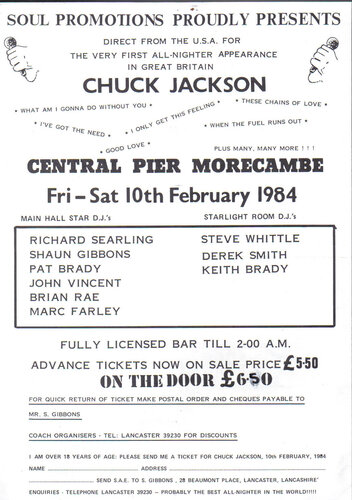 SOUL PROMOTIONS PROUDLY PRESENTS
DIRECT FROM THE U.S.A. FOR
THE VERY FIRST ALL-NIGHTER APPEARANCE
IN GREAT BRITAIN
CHUCK JACKSON
* WHAT AM I GONNA DO WITHOUT YOU *
* I ONLY GET THIS FEELING *
* THESE CHAINS OF LOVE *
* I'VE GOT THE NEED *
* GOOD LOVE *
* WHEN THE FUEL RUNS OUT *
PLUS MANY, MANY MORE ! ! !
CENTRAL PIER MORECAMBE
Fri – Sat 10th February 1984
MAIN HALL STAR D.J.'s
STARLIGHT ROOM D.J.'s
RICHARD SEARLING
SHAUN GIBBONS
PAT BRADY
JOHN VINCENT
BRIAN RAE
MARC FARLEY
STEVE WHITTLE
DEREK SMITH
KEITH BRADY
FULLY LICENSED BAR TILL 2-00 A.M.
ADVANCE TICKETS NOW ON SALE PRICE £5·50
ON THE DOOR £6·50
FOR QUICK RETURN OF TICKET MAKE POSTAL ORDER AND CHEQUES PAYABLE TO
MR. S. GIBBONS
COACH ORGANISERS - TEL: LANCASTER 39230 FOR DISCOUNTS
I AM OVER 18 YEARS OF AGE: PLEASE SEND ME A TICKET FOR CHUCK JACKSON, 10th FEBRUARY, 1984
NAME ADDRESS
SEND S.A.E. TO S. GIBBONS , 28 BEAUMONT PLACE, LANCASTER, LANCASHIRE'
ENQUIRIES - TELEPHONE LANCASTER 39230 – PROBABLY THE BEST ALL-NIGHTER IN THE WORLD!!!!